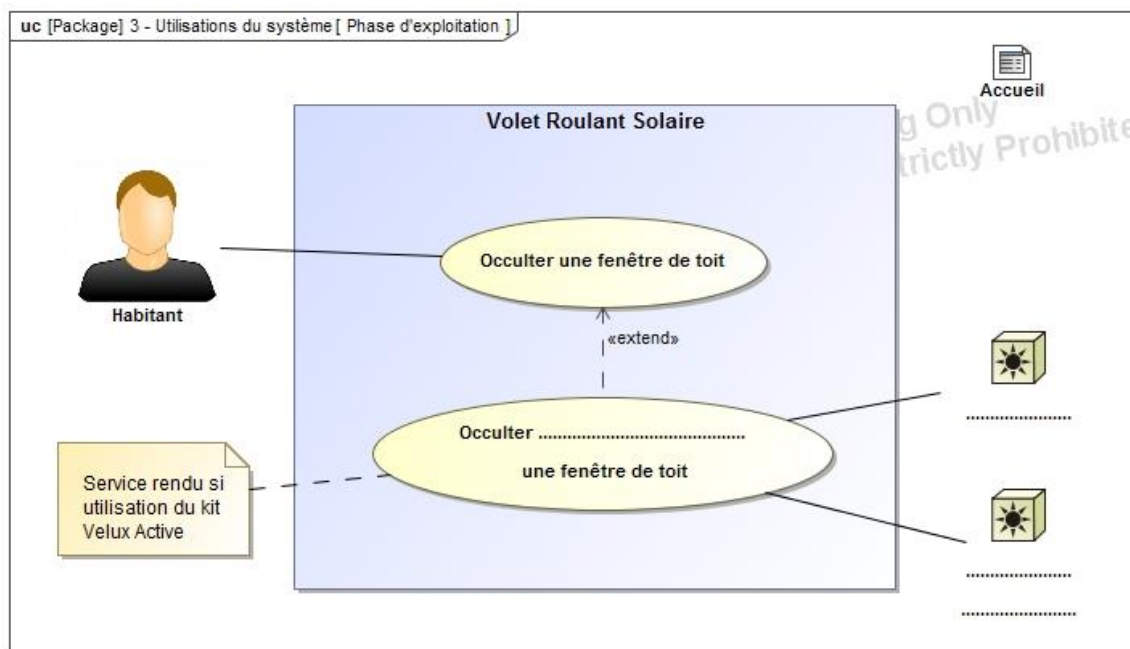 uc [Package] 3 - Utilisations du système [ Phase d'exploitation ]
Accueil
g Only
trictly Prohibite
Volet Roulant Solaire
Occulter une fenêtre de toit
Habitant
«extend»
......................
Occulter ...........................................
une fenêtre de toit
Service rendu si
utilisation du kit
Velux Active
......................
........................